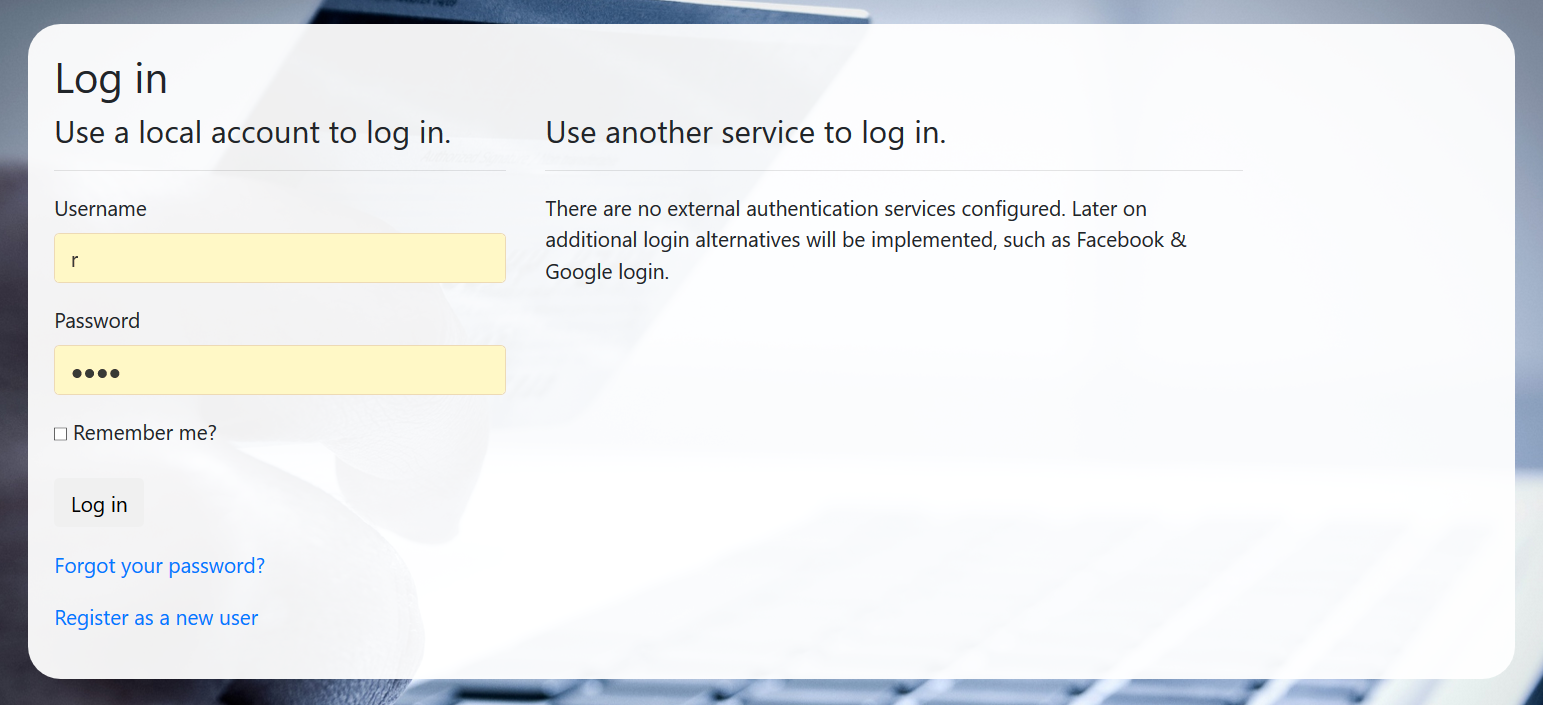 Log in
Use a local account to log in.
Username
r
Password
••••
Remember me?
Log in
Forgot your password?
Register as a new user
Use another service to log in.
There are no external authentication services configured. Later on
additional login alternatives will be implemented, such as Facebook &
Google login.